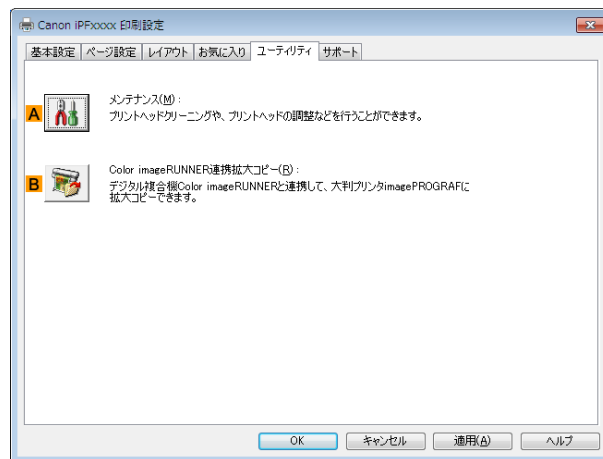 Canon iPFxxxx 印刷設定
基本設定 ページ設定 レイアウト お気に入り ユーティリティ サポート
A
メンテナンス(M) :
プリントヘッドクリーニングや、プリントヘッドの調整などを行うことができます。
B
Color imageRUNNER連携拡大コピー(R) :
デジタル複合機Color imageRUNNERと連携して、大判プリンタimagePROGRAFに
拡大コピーできます。
OK キャンセル 適用(A) ヘルプ